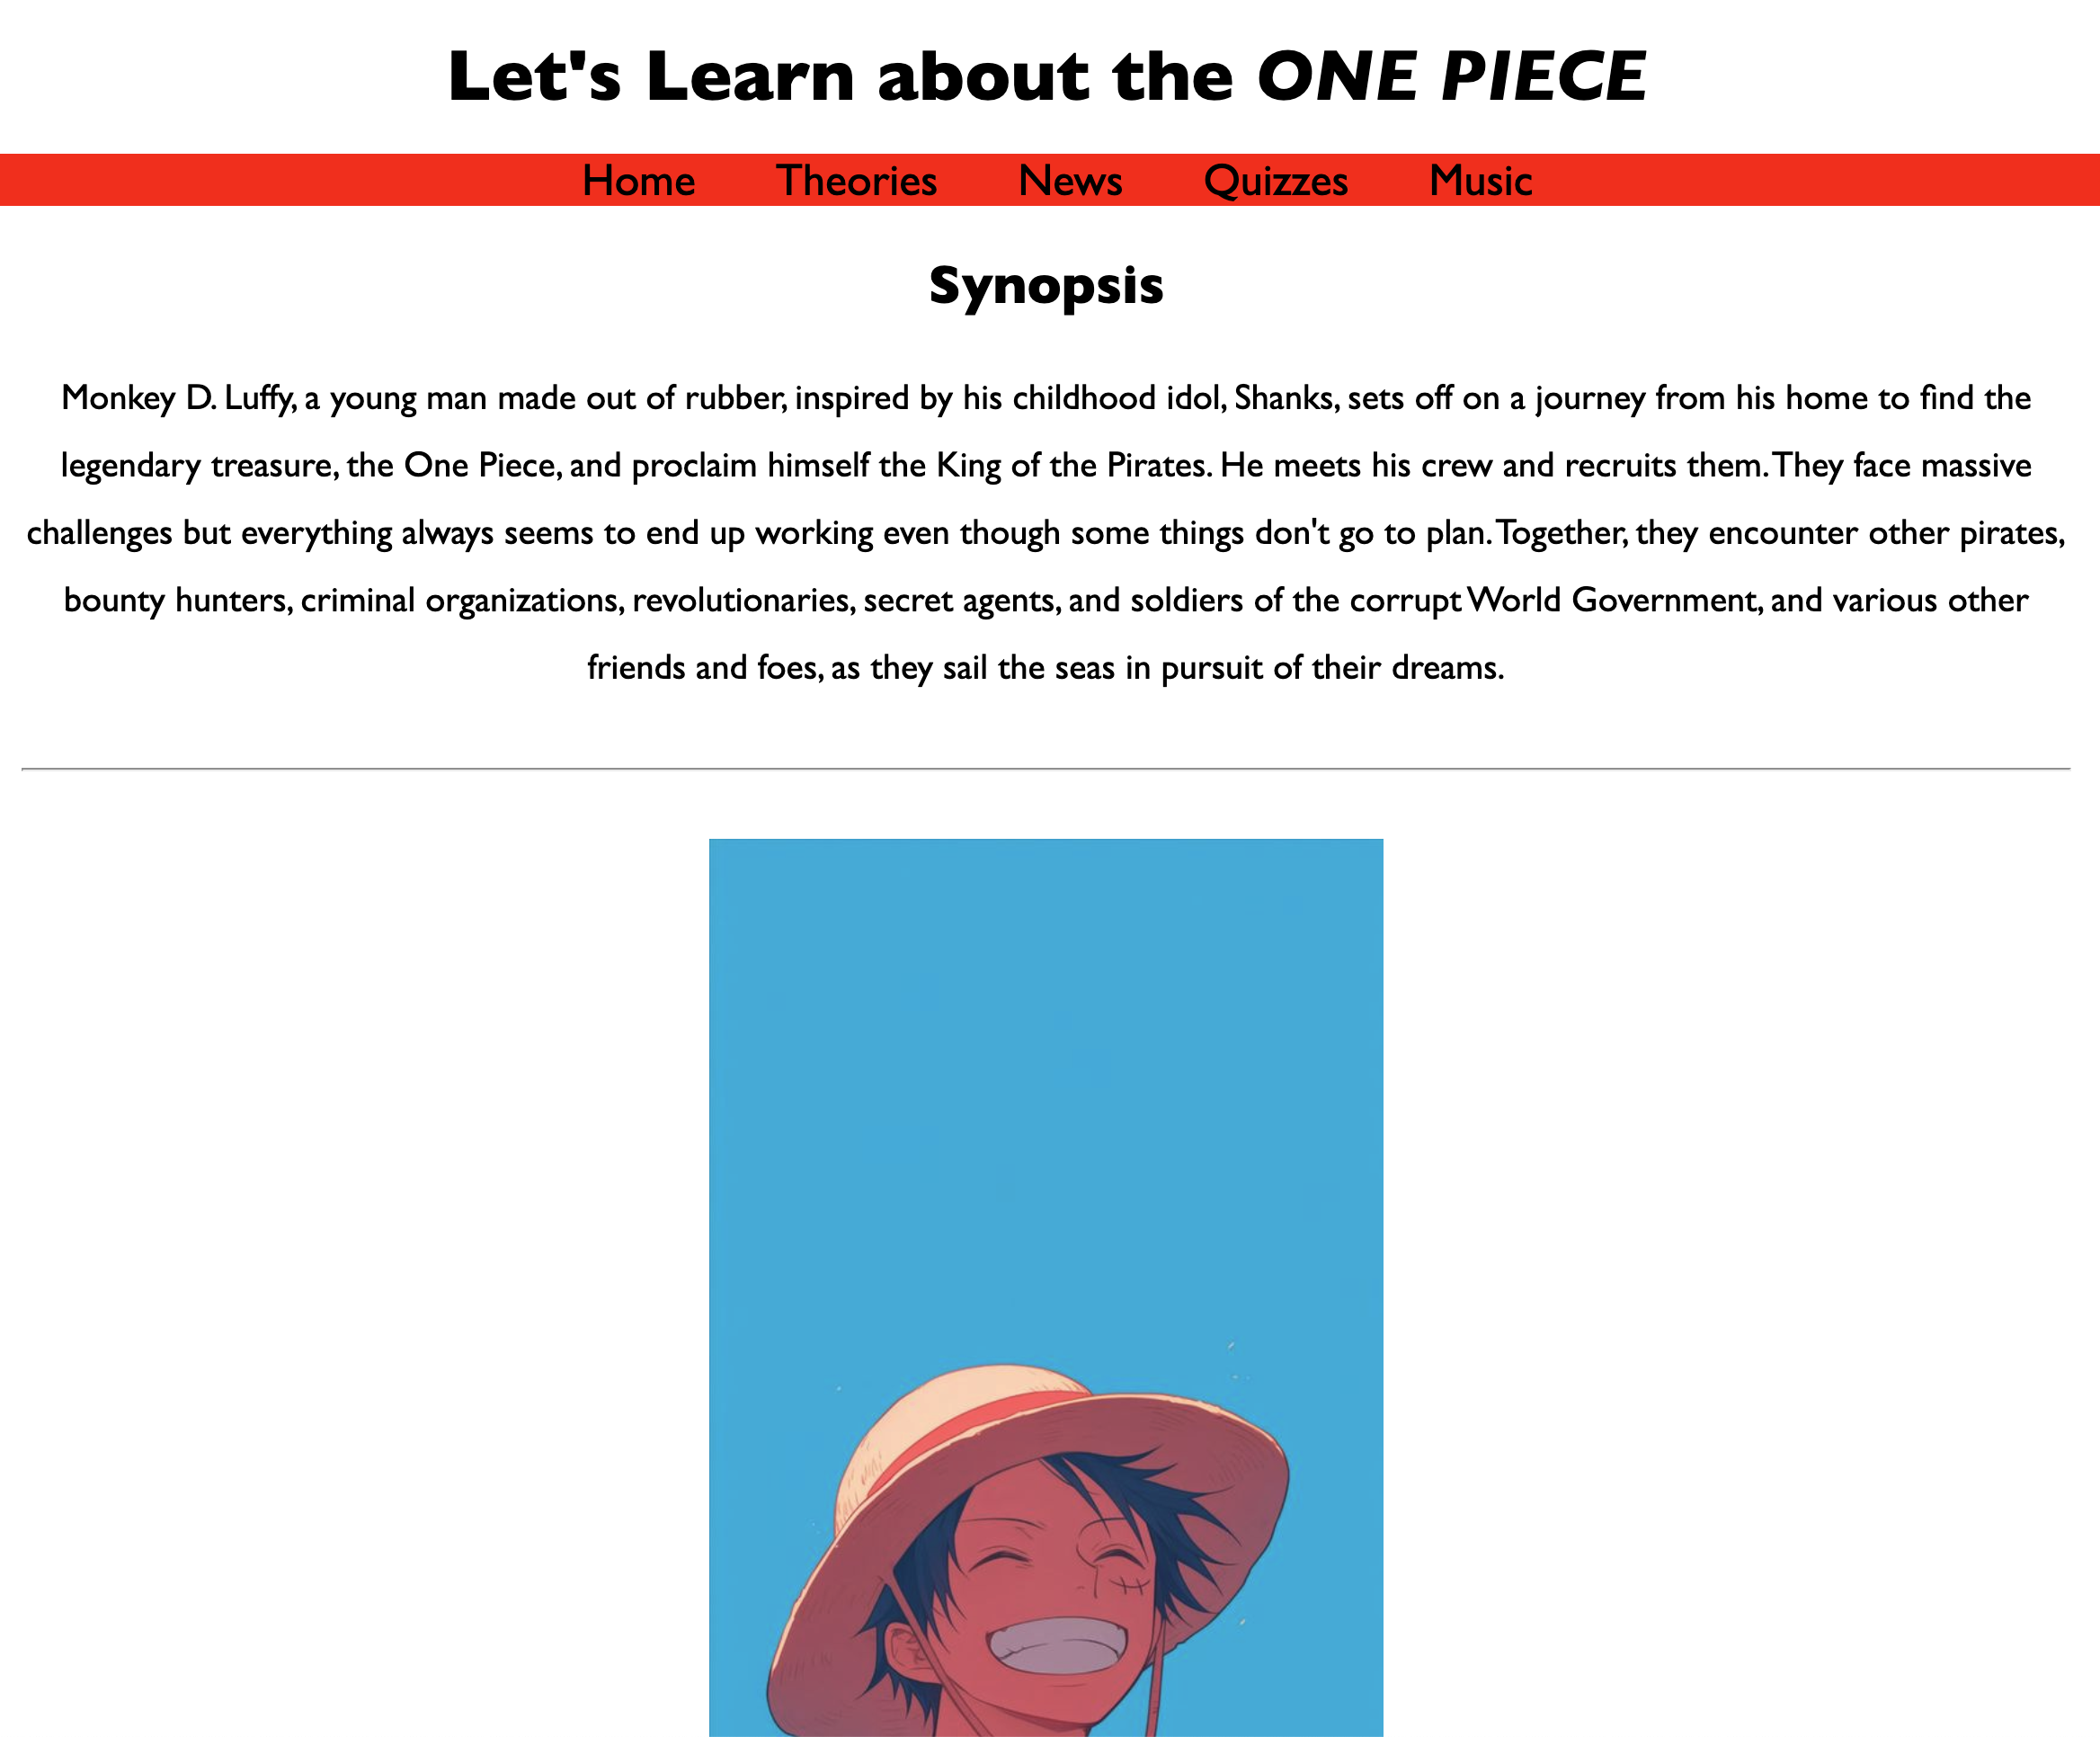 Let's Learn about the ONE PIECE
Home Theories News Quizzes Music
Synopsis
Monkey D. Luffy, a young man made out of rubber, inspired by his childhood idol, Shanks, sets off on a journey from his home to find the
legendary treasure, the One Piece, and proclaim himself the King of the Pirates. He meets his crew and recruits them. They face massive
challenges but everything always seems to end up working even though some things don't go to plan. Together, they encounter other pirates,
bounty hunters, criminal organizations, revolutionaries, secret agents, and soldiers of the corrupt World Government, and various other
friends and foes, as they sail the seas in pursuit of their dreams.